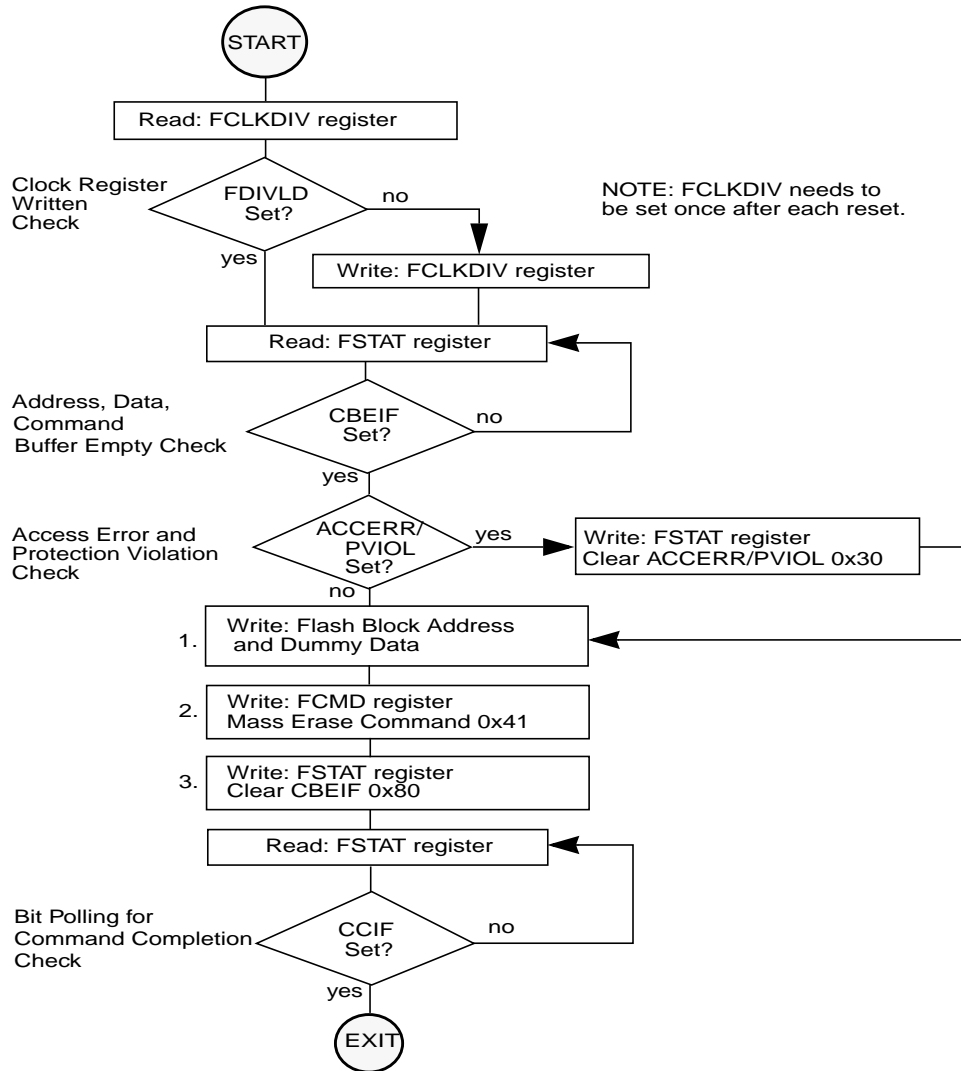 START
Read: FCLKDIV register
Clock Register
Written
Check
FDIVLD
Set?
no
yes
NOTE: FCLKDIV needs to
be set once after each reset.
Write: FCLKDIV register
Read: FSTAT register
Address, Data,
Command
Buffer Empty Check
CBEIF
Set?
no
yes
Access Error and
Protection Violation
Check
ACCERR/
PVIOL
Set?
yes
no
Write: FSTAT register
Clear ACCERR/PVIOL 0x30
1.
Write: Flash Block Address
and Dummy Data
2.
Write: FCMD register
Mass Erase Command 0x41
3.
Write: FSTAT register
Clear CBEIF 0x80
Read: FSTAT register
Bit Polling for
Command Completion
Check
CCIF
Set?
no
yes
EXIT